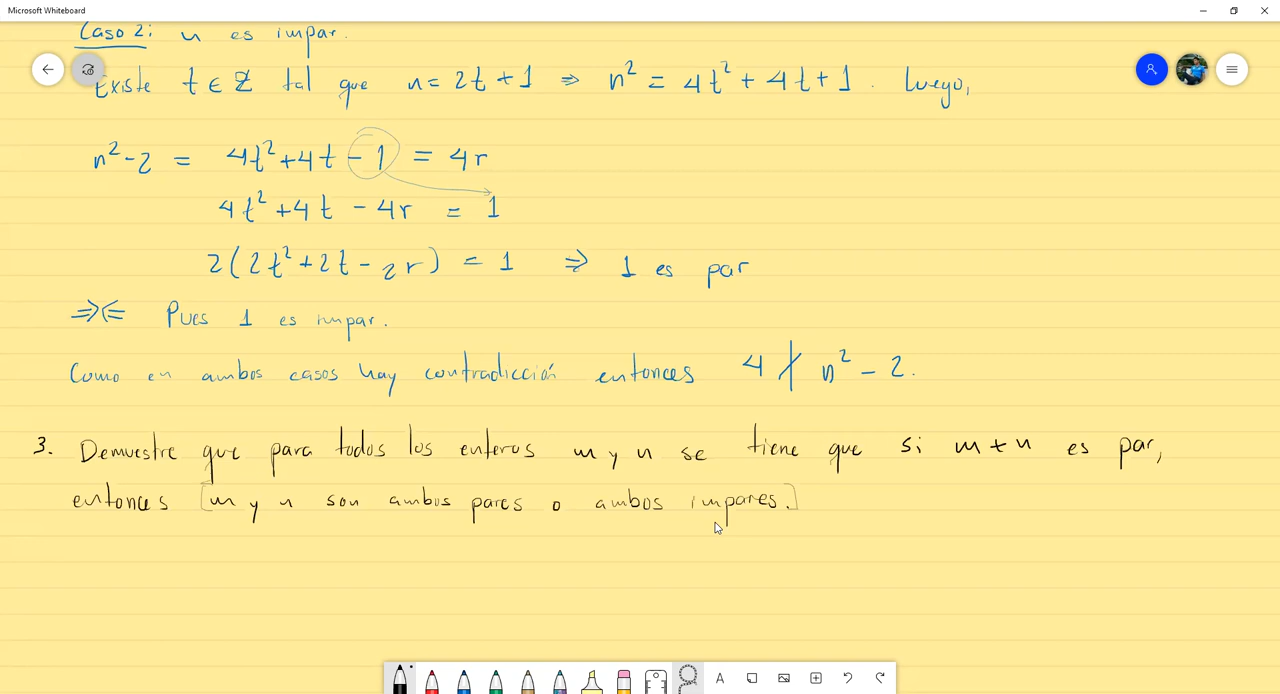 Microsoft Whiteboard
Caso 2: n es impar.
Existe t ∈ ℤ tal que n = 2t + 1 ⇒ n² = 4t² + 4t + 1. Luego,
n² - 2 = 4t² + 4t - 1 = 4r
4t² + 4t - 4r = 1
2(2t² + 2t - 2r) = 1 ⇒ 1 es par
⇒⇐ Pues 1 es impar.
Como en ambos casos hay contradicción entonces 4 ∤ n² - 2.
3. Demuestre que para todos los enteros m y n se tiene que si m + n es par,
entonces [m y n son ambos pares o ambos impares.]
A